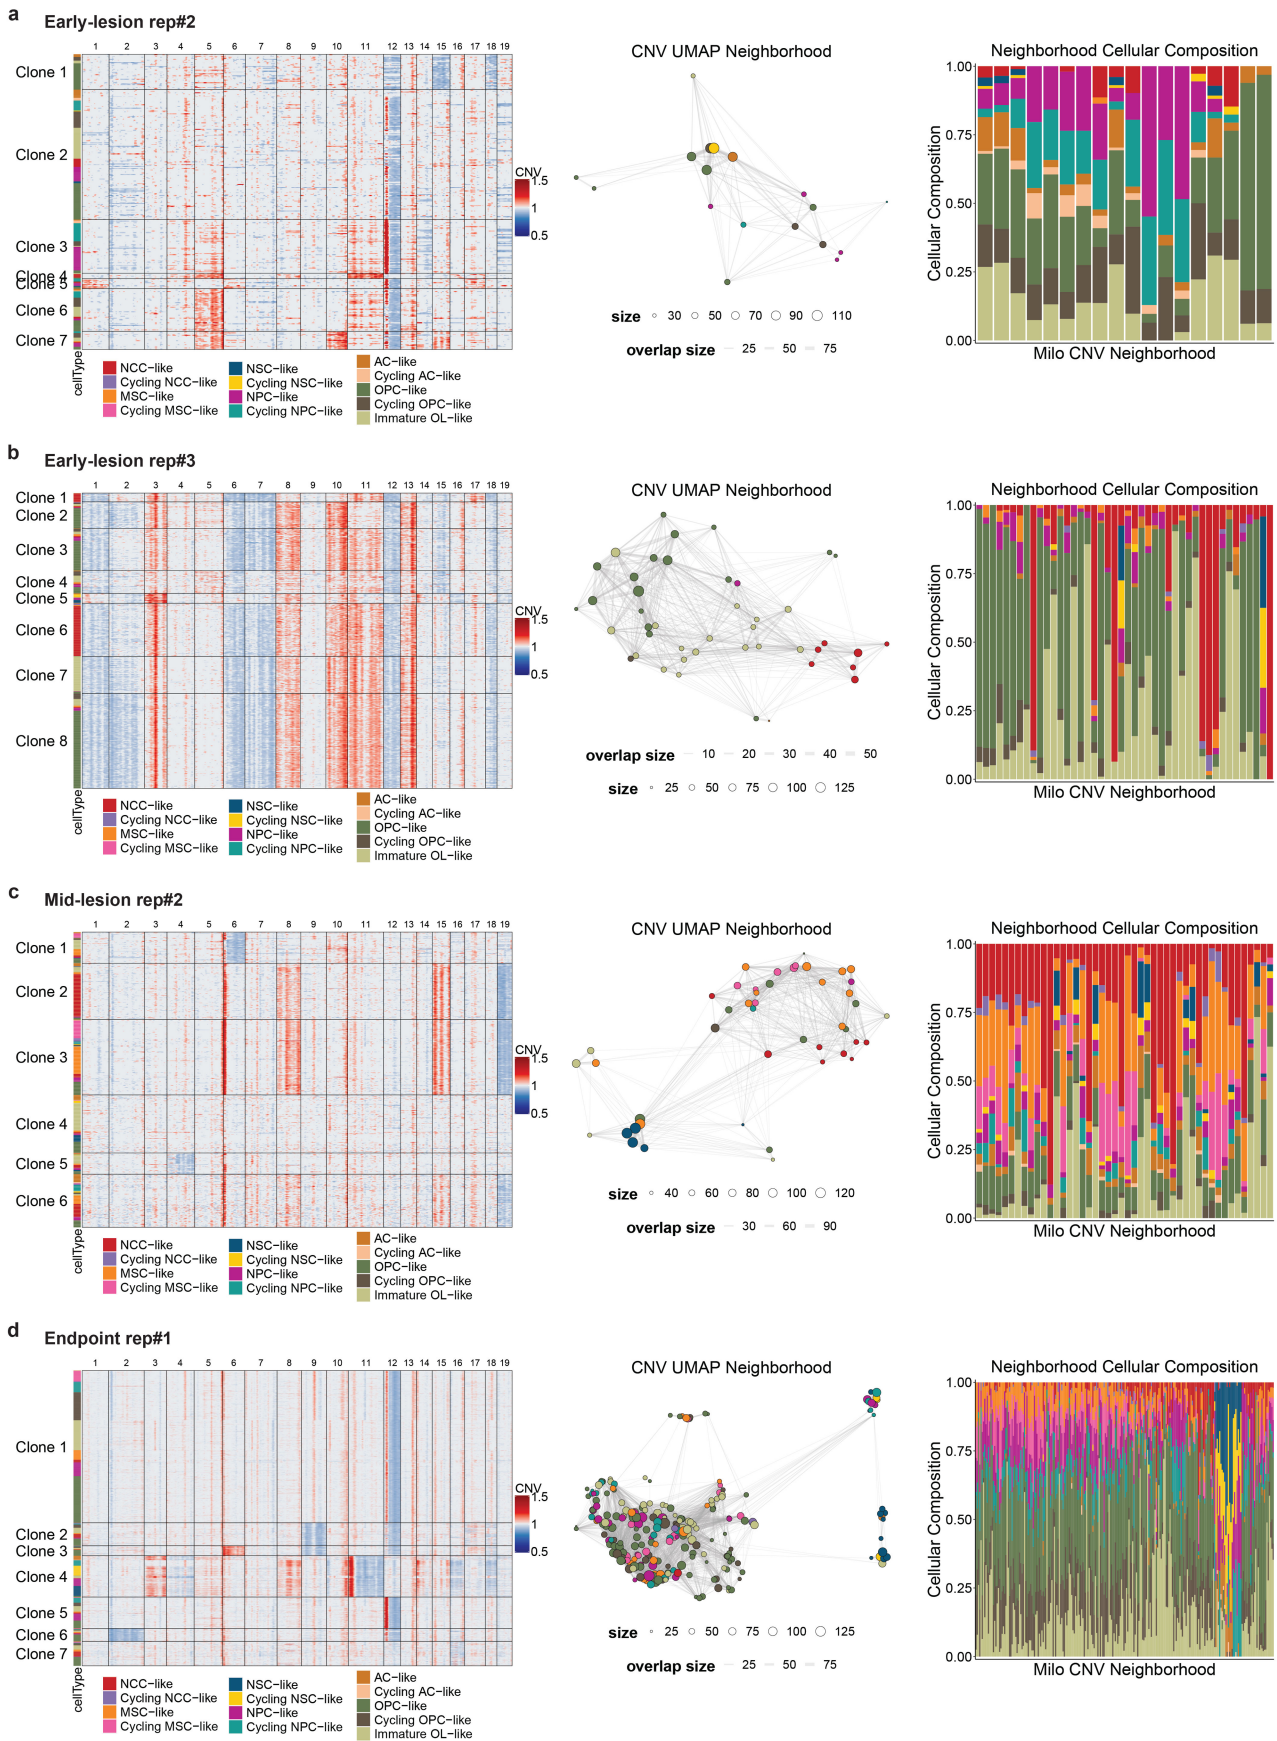 a Early-lesion rep#2
1 2 3 4 5 6 7 8 9 10 11 12 13 14 15 16 17 18 19
Clone 1
Clone 2
Clone 3
Clone 4
Clone 5
Clone 6
Clone 7
cellType
CNV
1.5
1
0.5
NCC-like
Cycling NCC-like
MSC-like
Cycling MSC-like
NSC-like
Cycling NSC-like
NPC-like
Cycling NPC-like
AC-like
Cycling AC-like
OPC-like
Cycling OPC-like
Immature OL-like
CNV UMAP Neighborhood
size 30 50 70 90 110
overlap size 25 50 75
Neighborhood Cellular Composition
Cellular Composition
1.00
0.75
0.50
0.25
0.00
Milo CNV Neighborhood
b Early-lesion rep#3
1 2 3 4 5 6 7 8 9 10 11 12 13 14 15 16 17 18 19
Clone 1
Clone 2
Clone 3
Clone 4
Clone 5
Clone 6
Clone 7
Clone 8
cellType
CNV
1.5
1
0.5
NCC-like
Cycling NCC-like
MSC-like
Cycling MSC-like
NSC-like
Cycling NSC-like
NPC-like
Cycling NPC-like
AC-like
Cycling AC-like
OPC-like
Cycling OPC-like
Immature OL-like
CNV UMAP Neighborhood
overlap size 10 20 30 40 50
size 25 50 75 100 125
Neighborhood Cellular Composition
Cellular Composition
1.00
0.75
0.50
0.25
0.00
Milo CNV Neighborhood
c Mid-lesion rep#2
1 2 3 4 5 6 7 8 9 10 11 12 13 14 15 16 17 18 19
Clone 1
Clone 2
Clone 3
Clone 4
Clone 5
Clone 6
cellType
CNV
1.5
1
0.5
NCC-like
Cycling NCC-like
MSC-like
Cycling MSC-like
NSC-like
Cycling NSC-like
NPC-like
Cycling NPC-like
AC-like
Cycling AC-like
OPC-like
Cycling OPC-like
Immature OL-like
CNV UMAP Neighborhood
size 40 60 80 100 120
overlap size 30 60 90
Neighborhood Cellular Composition
Cellular Composition
1.00
0.75
0.50
0.25
0.00
Milo CNV Neighborhood
d Endpoint rep#1
1 2 3 4 5 6 7 8 9 10 11 12 13 14 15 16 17 18 19
Clone 1
Clone 2
Clone 3
Clone 4
Clone 5
Clone 6
Clone 7
cellType
CNV
1.5
1
0.5
NCC-like
Cycling NCC-like
MSC-like
Cycling MSC-like
NSC-like
Cycling NSC-like
NPC-like
Cycling NPC-like
AC-like
Cycling AC-like
OPC-like
Cycling OPC-like
Immature OL-like
CNV UMAP Neighborhood
size 25 50 75 100 125
overlap size 25 50 75
Neighborhood Cellular Composition
Cellular Composition
1.00
0.75
0.50
0.25
0.00
Milo CNV Neighborhood